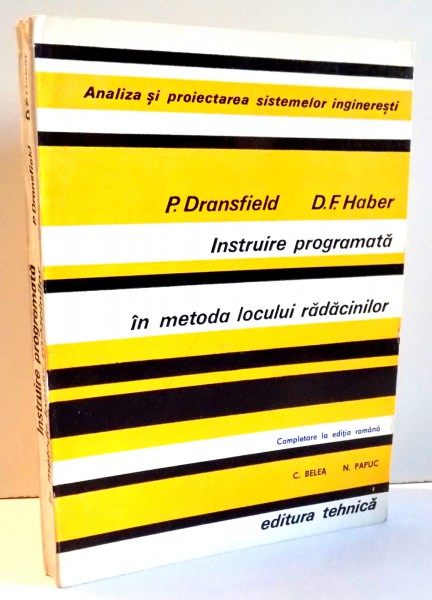 Analiza și proiectarea sistemelor inginerești
P. Dransfield D. F. Haber
Instruire programată
în metoda locului rădăcinilor
Completare la ediția română
C. BELEA N. PAPUC
editura tehnică
P. Dransfield
Instruire programată